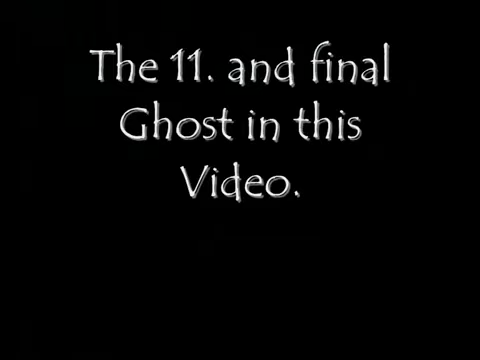 The 11. and final
Ghost in this
Video.